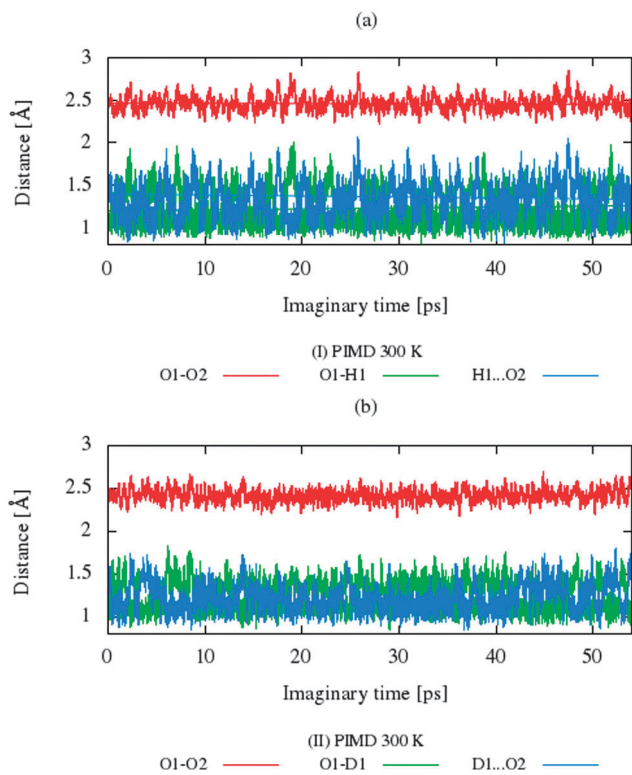 (a)
3
2.5
2
1.5
1
Distance [Å]
0 10 20 30 40 50
Imaginary time [ps]
(I) PIMD 300 K
O1-O2 O1-H1 H1...O2
(b)
3
2.5
2
1.5
1
Distance [Å]
0 10 20 30 40 50
Imaginary time [ps]
(II) PIMD 300 K
O1-O2 O1-D1 D1...O2